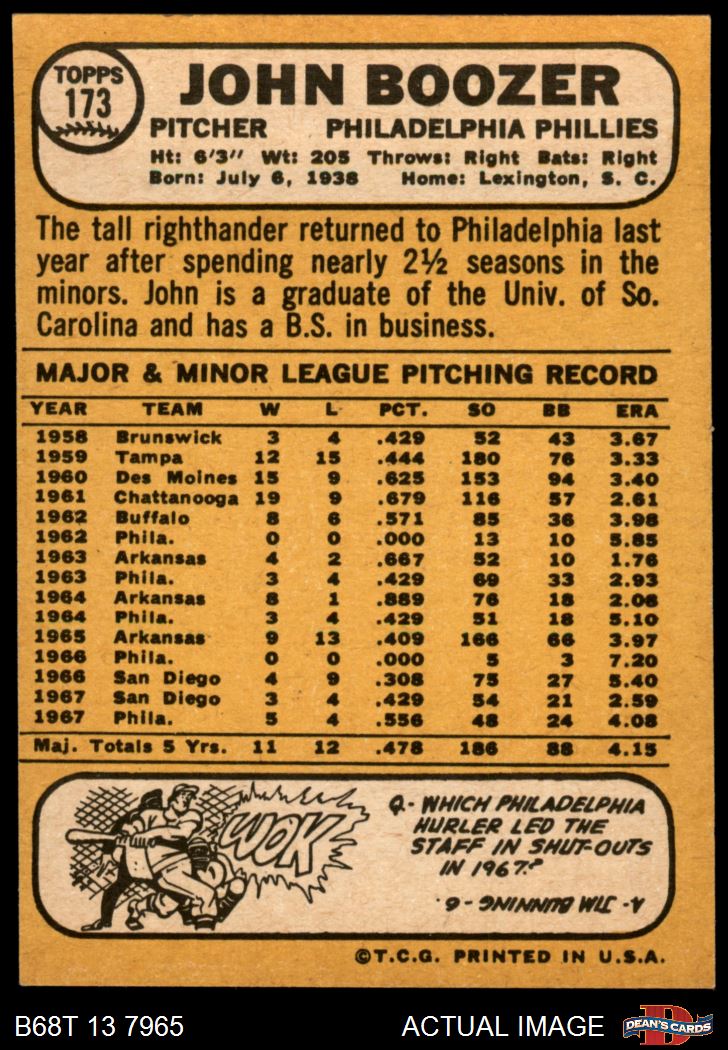 TOPPS
173
JOHN BOOZER
PITCHER PHILADELPHIA PHILLIES
Ht: 6'3" Wt: 205 Throws: Right Bats: Right
Born: July 6, 1938 Home: Lexington, S. C.
The tall righthander returned to Philadelphia last
year after spending nearly 2½ seasons in the
minors. John is a graduate of the Univ. of So.
Carolina and has a B.S. in business.
MAJOR & MINOR LEAGUE PITCHING RECORD
YEAR TEAM W L PCT. SO BB ERA
1958 Brunswick 3 4 .429 52 43 3.67
1959 Tampa 12 15 .444 180 76 3.33
1960 Des Moines 15 9 .625 153 94 3.40
1961 Chattanooga 19 9 .679 116 57 2.61
1962 Buffalo 8 6 .571 85 36 3.98
1962 Phila. 0 0 .000 13 10 5.85
1963 Arkansas 4 2 .667 52 10 1.76
1963 Phila. 3 4 .429 69 33 2.93
1964 Arkansas 8 1 .889 76 18 2.06
1964 Phila. 3 4 .429 51 18 5.10
1965 Arkansas 9 13 .409 166 66 3.97
1966 Phila. 0 0 .000 5 3 7.20
1966 San Diego 4 9 .308 75 27 5.40
1967 San Diego 3 4 .429 54 21 2.59
1967 Phila. 5 4 .556 48 24 4.08
Maj. Totals 5 Yrs. 11 12 .478 186 88 4.15
WOK
Q- WHICH PHILADELPHIA
HURLER LED THE
STAFF IN SHUT-OUTS
IN 1967?
A- JIM BUNNING - 6.
©T.C.G. PRINTED IN U.S.A.
B68T 13 7965 ACTUAL IMAGE
DEAN'S CARDS